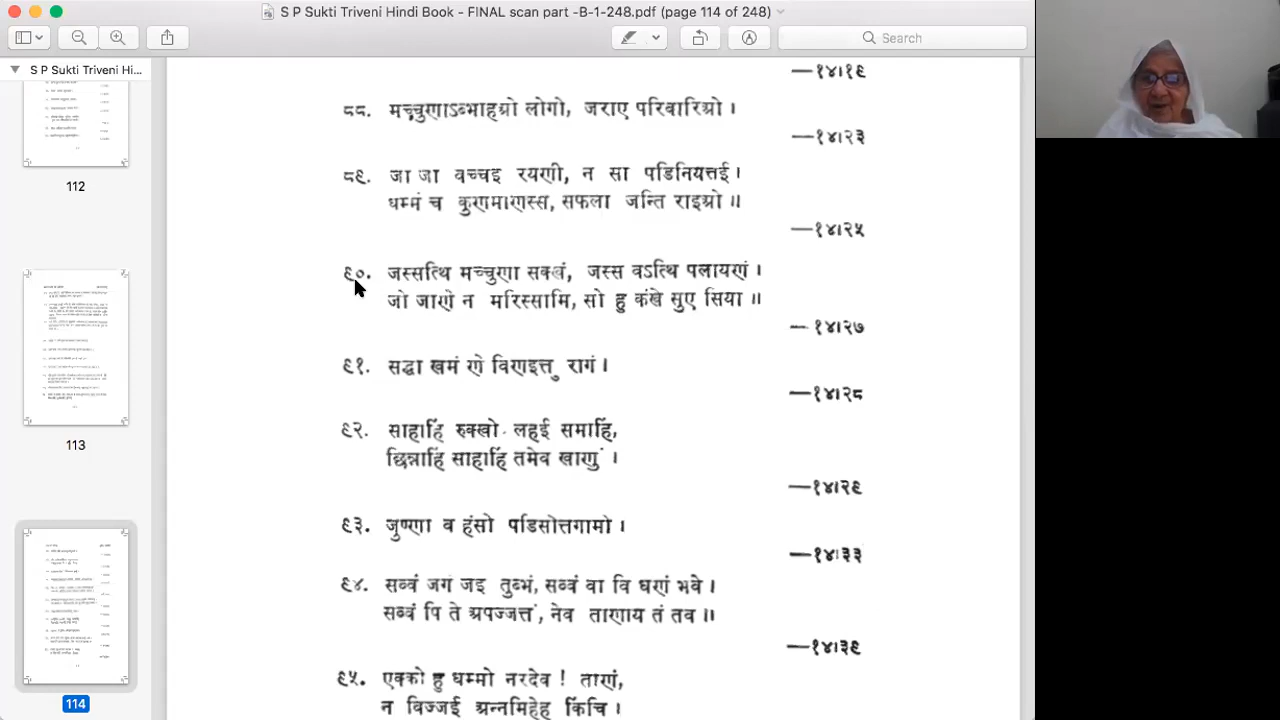 S P Sukti Triveni Hindi Book - FINAL scan part -B-1-248.pdf (page 114 of 248)
Search
S P Sukti Triveni Hi...
112
113
114
—१४।१९
८८. मच्चुणाऽब्भाहओ लोगो, जराए परिवारिओ ।
—१४।२३
८९. जा जा वच्चइ रयणी, न सा पडिनियत्तई ।
धम्मं च कुणमाणस्स, सफला जन्ति राइओ ॥
—१४।२५
९०. जस्सत्थि मच्चुणा सक्खं, जस्स वऽत्थि पलायणं ।
जो जाणे न मरिस्सामि, सो हु कंखे सुए सिया ॥
—१४।२७
९१. सद्धा खमं णे विणइत्तु रागं ।
—१४।२८
९२. साहाहिं रुक्खो लहई समाहिं,
छिन्नाहिं साहाहिं तमेव खाणुं ।
—१४।२९
९३. जुण्णो व हंसो पडिसोत्तगामो ।
—१४।३३
९४. सव्वं जगं जइ तुब्भं, सव्वं वा वि धणं भवे ।
सव्वं पि ते अपज्जत्तं, नेव ताणाय तं तव ॥
—१४।३९
९५. एक्को हु धम्मो नरदेव ! ताणं,
न विज्जई अन्नमिहेह किंचि ।